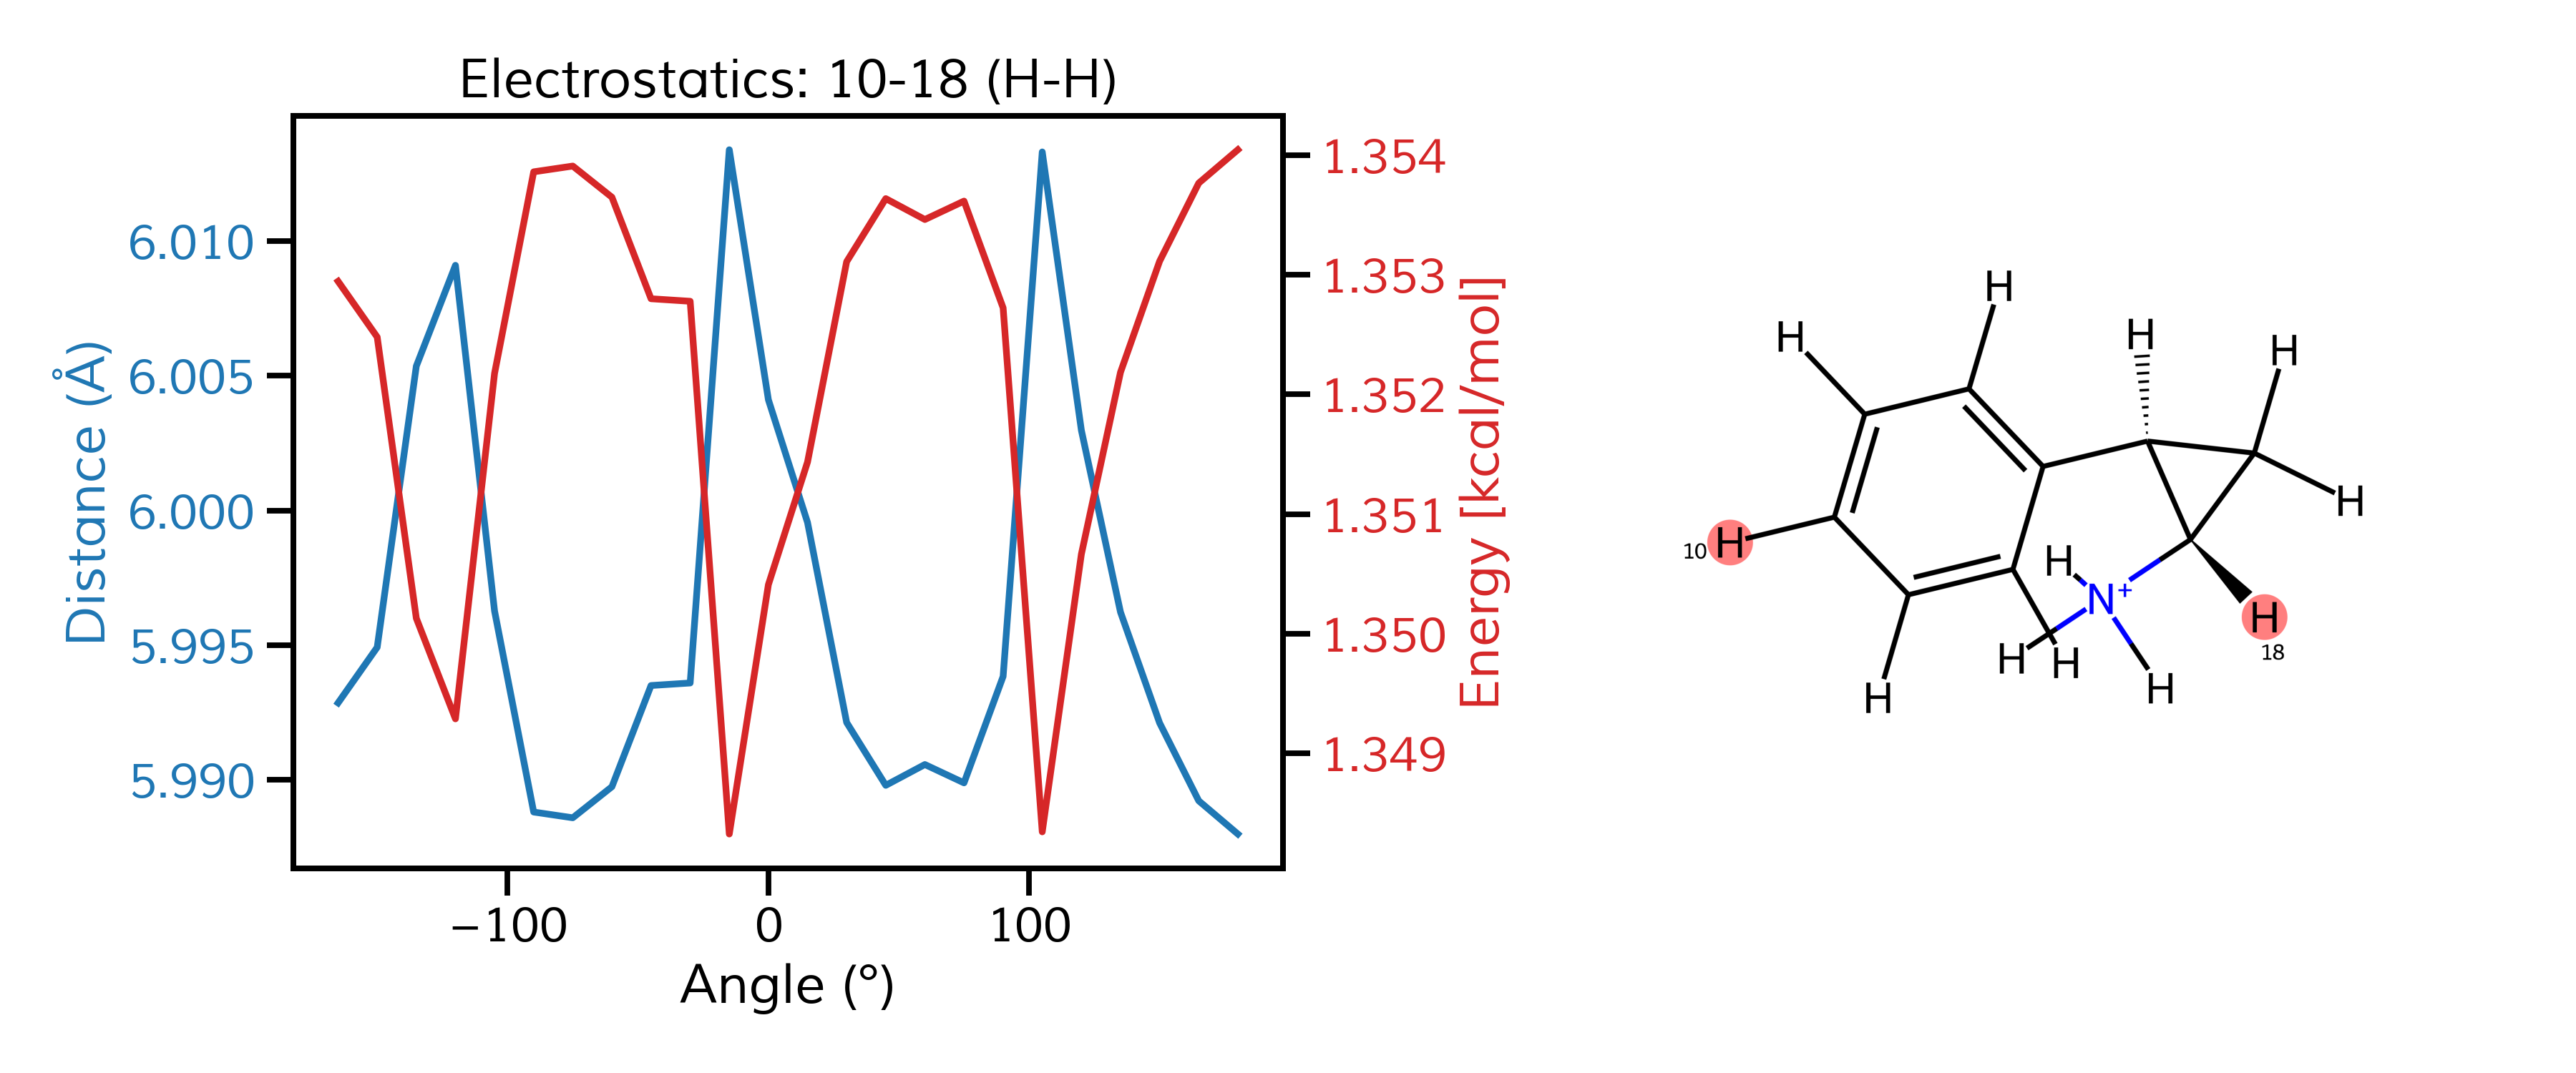 Electrostatics: 10-18 (H-H)
Distance (Å)
6.010
6.005
6.000
5.995
5.990
1.354
1.353
1.352
1.351
1.350
1.349
Energy [kcal/mol]
−100 0 100
Angle (°)
H
H
H
H
H
10 H
H
N+
H
18
H
H
H
H